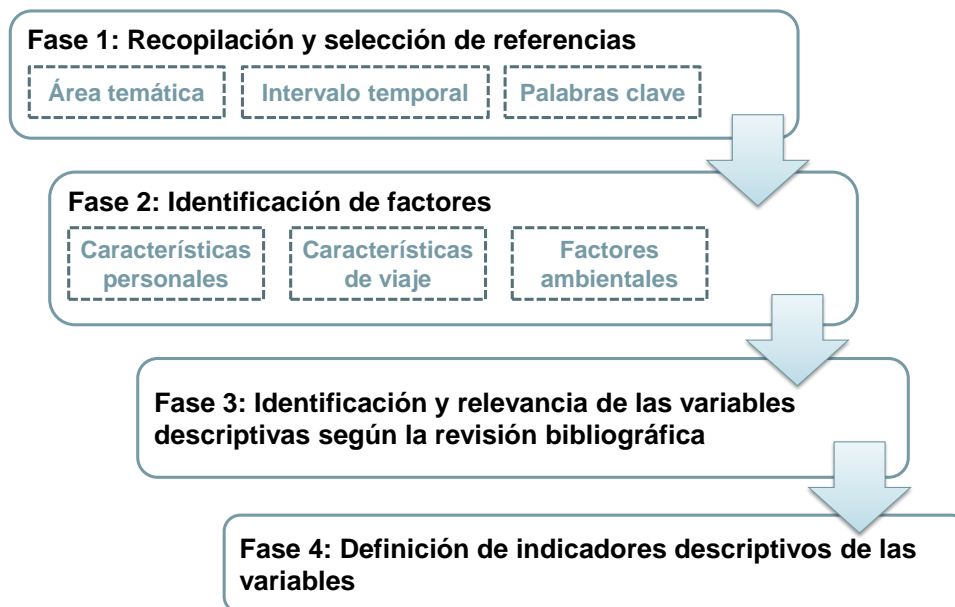 Fase 1: Recopilación y selección de referencias
Área temática
Intervalo temporal
Palabras clave
Fase 2: Identificación de factores
Característicias
personales
Característicias
de viaje
Factores
ambientales
Fase 3: Identificación y relevancia de las variables
descriptivas según la revisión bibliográfica
Fase 4: Definición de indicadores descriptivos de las
variables